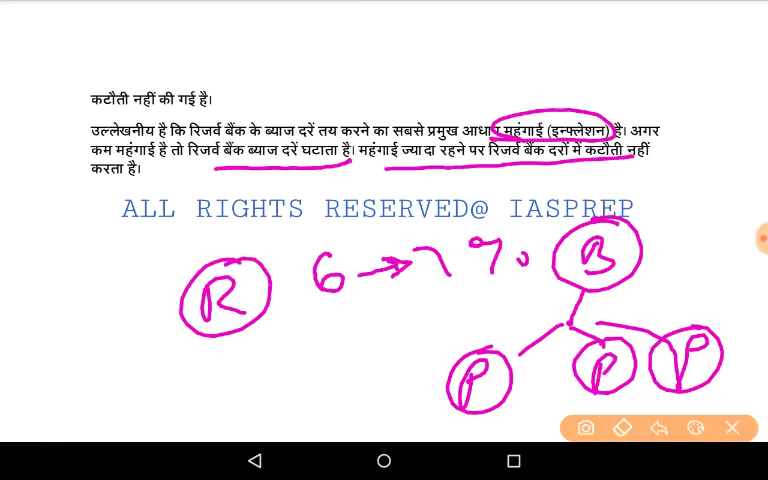 कटौती नहीं की गई है।
उल्लेखनीय है कि रिजर्व बैंक के ब्याज दरें तय करने का सबसे प्रमुख आधार महंगाई (इन्फ्लेशन) है। अगर
कम महंगाई है तो रिजर्व बैंक ब्याज दरें घटाता है। महंगाई ज्यादा रहने पर रिजर्व बैंक दरों में कटौती नहीं
करता है।
ALL RIGHTS RESERVED@ IASPREP
R 6 → 7 %. B
P P P